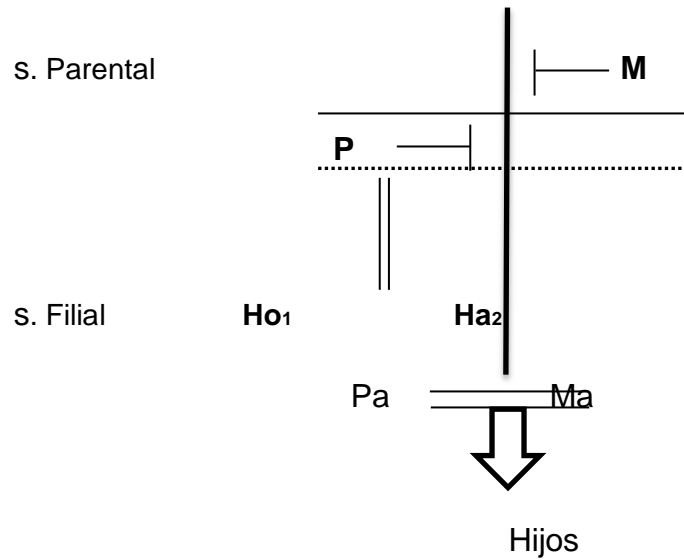 s. Parental M
P
s. Filial Ho1 Ha2
Pa Ma
Hijos